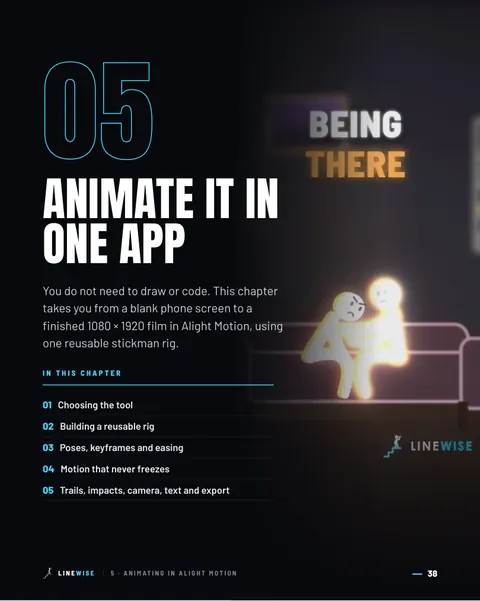 05
BEING
THERE
ANIMATE IT IN
ONE APP
You do not need to draw or code. This chapter
takes you from a blank phone screen to a
finished 1080 × 1920 film in Alight Motion, using
one reusable stickman rig.
IN THIS CHAPTER
01 Choosing the tool
02 Building a reusable rig
03 Poses, keyframes and easing
04 Motion that never freezes
05 Trails, impacts, camera, text and export
LINEWISE
LINEWISE | 5 · ANIMATING IN ALIGHT MOTION
38